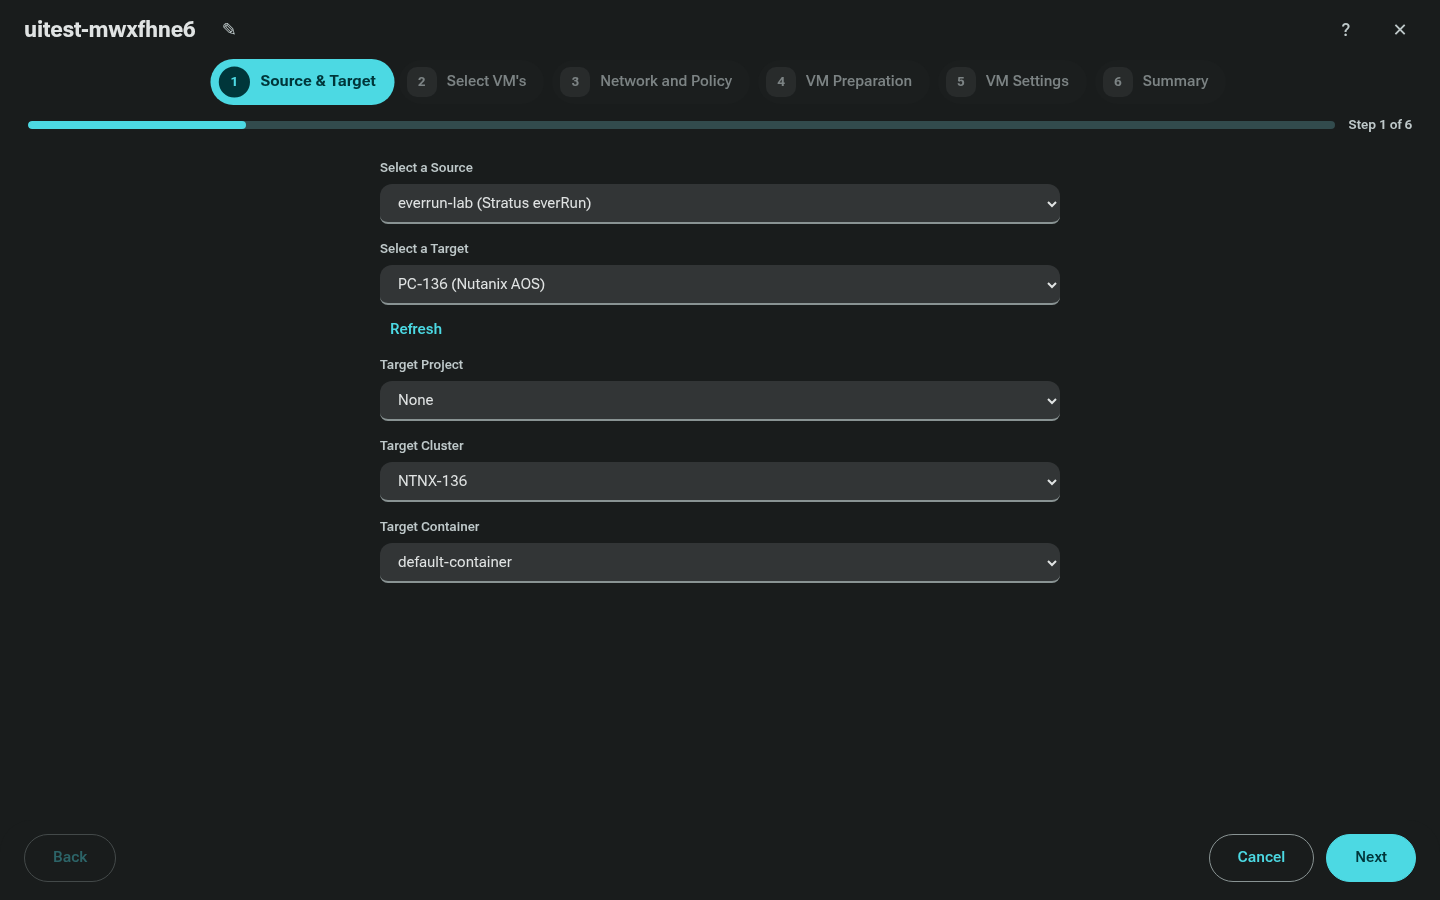 uitest-mwxfhne6 ✎ ? ✕
1 Source & Target 2 Select VM's 3 Network and Policy 4 VM Preparation 5 VM Settings 6 Summary
Step 1 of 6
Select a Source
everrun-lab (Stratus everRun)
Select a Target
PC-136 (Nutanix AOS)
Refresh
Target Project
None
Target Cluster
NTNX-136
Target Container
default-container
Back Cancel Next